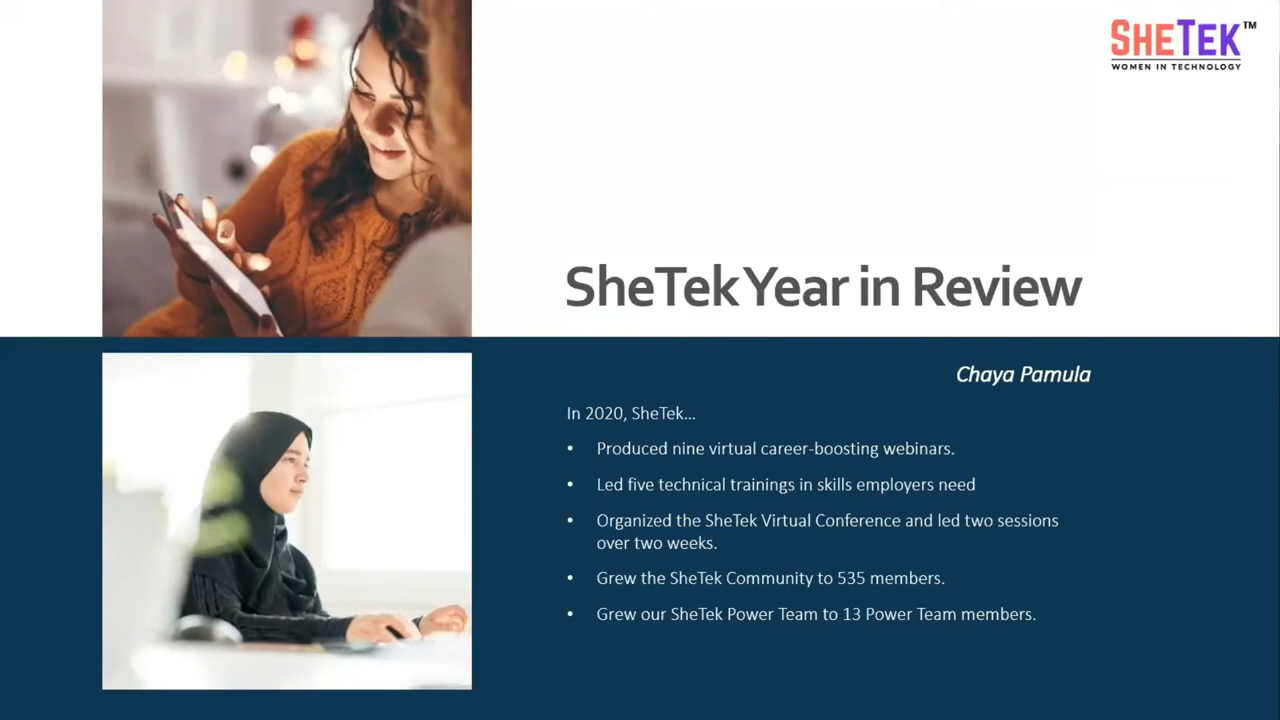 SHETEK™
WOMEN IN TECHNOLOGY
SheTek Year in Review
Chaya Pamula
In 2020, SheTek...
• Produced nine virtual career-boosting webinars.
• Led five technical trainings in skills employers need
• Organized the SheTek Virtual Conference and led two sessions
over two weeks.
• Grew the SheTek Community to 535 members.
• Grew our SheTek Power Team to 13 Power Team members.